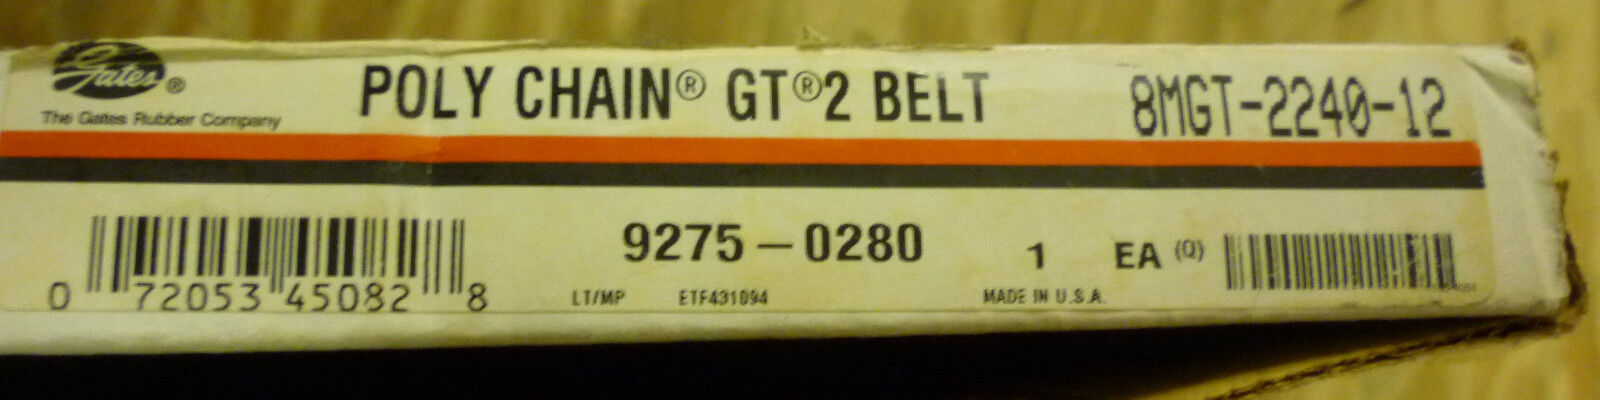 Gates®
The Gates Rubber Company
POLY CHAIN® GT®2 BELT
8MGT-2240-12
9275-0280
1 EA (Q)
0 72053 45082 8
LT/MP ETF431094
MADE IN U.S.A.